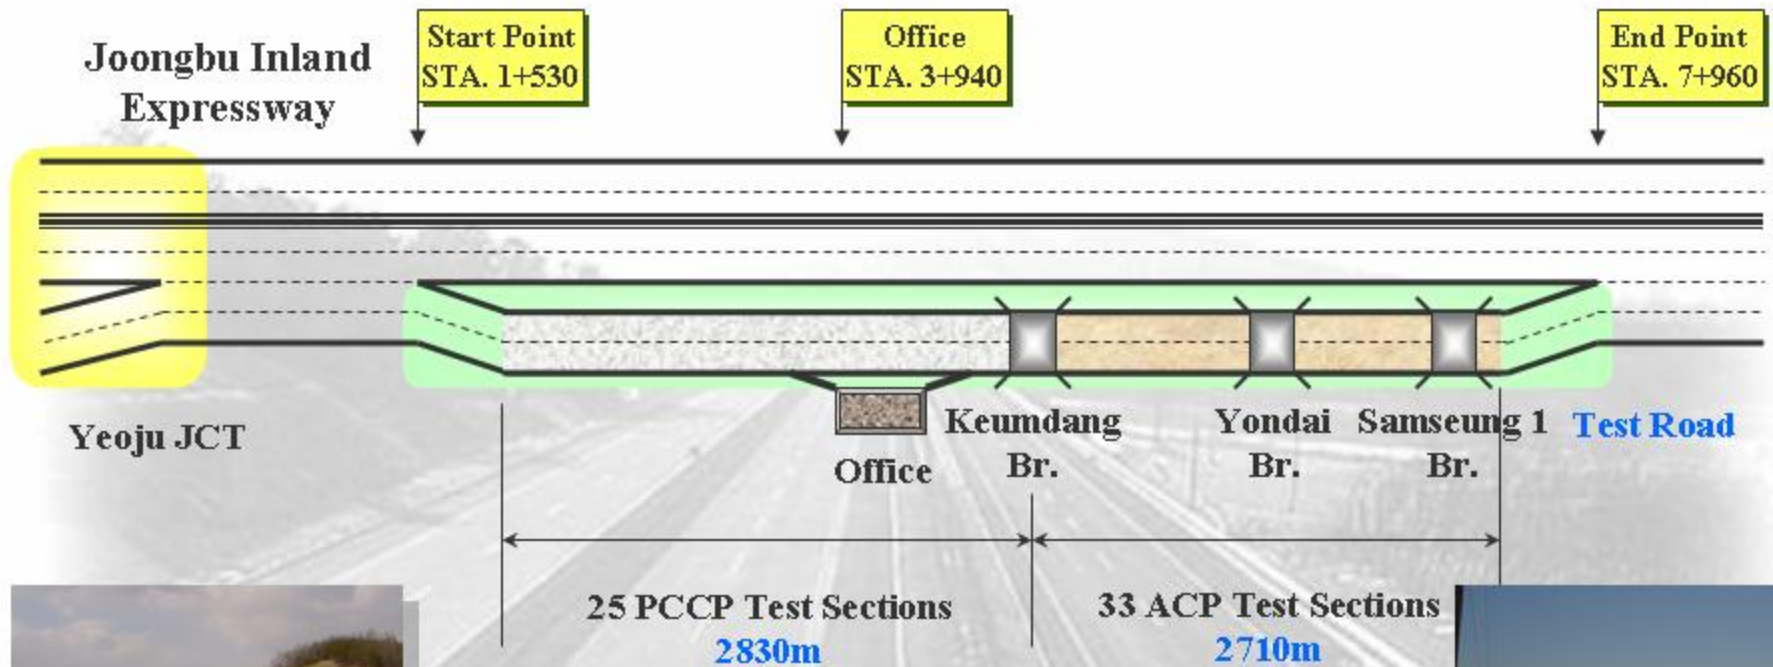 Joongbu Inland
Expressway
Start Point
STA. 1+530
Office
STA. 3+940
End Point
STA. 7+960
Yeoju JCT
Office
Keumdang
Br.
Yondai
Br.
Samseung 1
Br.
Test Road
25 PCCP Test Sections
2830m
33 ACP Test Sections
2710m